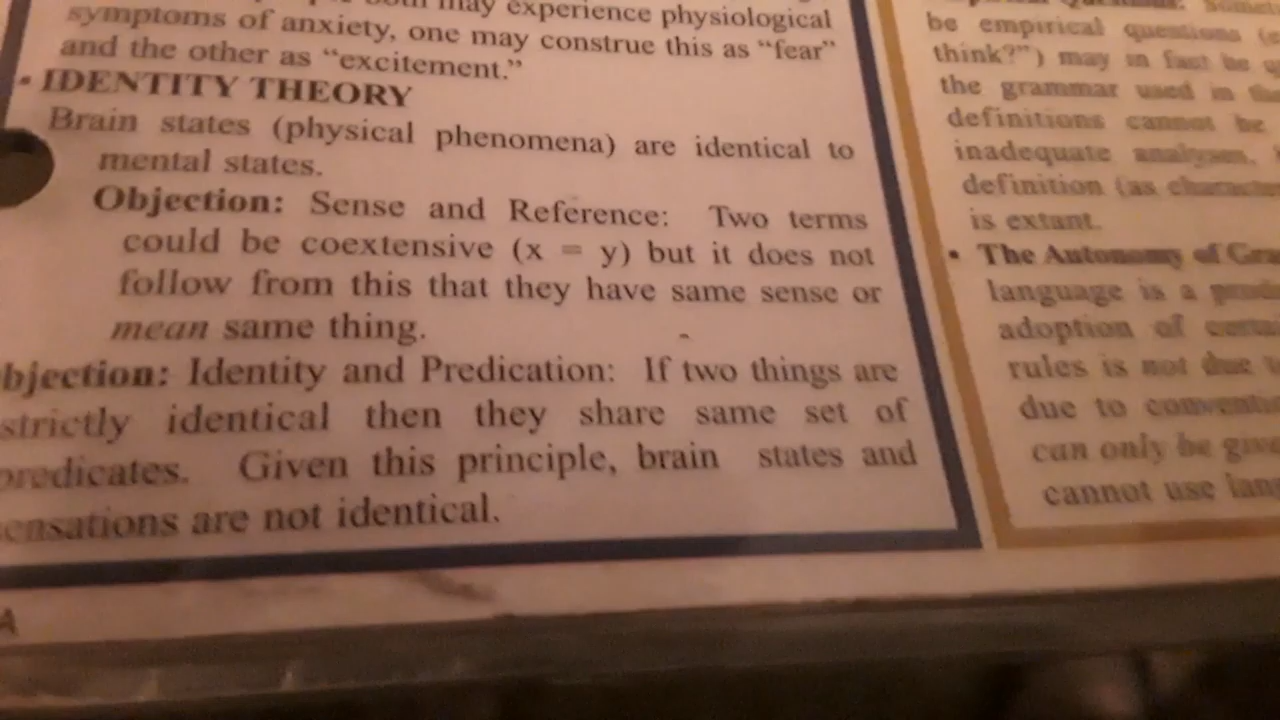 may experience physiological
symptoms of anxiety, one may construe this as “fear”
and the other as “excitement.”
• IDENTITY THEORY
Brain states (physical phenomena) are identical to
mental states.
Objection: Sense and Reference: Two terms
could be coextensive (x = y) but it does not
follow from this that they have same sense or
mean same thing.
bjection: Identity and Predication: If two things are
strictly identical then they share same set of
predicates. Given this principle, brain states and
ensations are not identical.
A
be empirical questions
think?”) may in fact be
the grammar used in
definitions cannot be
inadequate analyses.
definition (as
is extant.
• The Autonomy of Gra
language is a
adoption of
rules is not due
due to
can only be give
cannot use lang